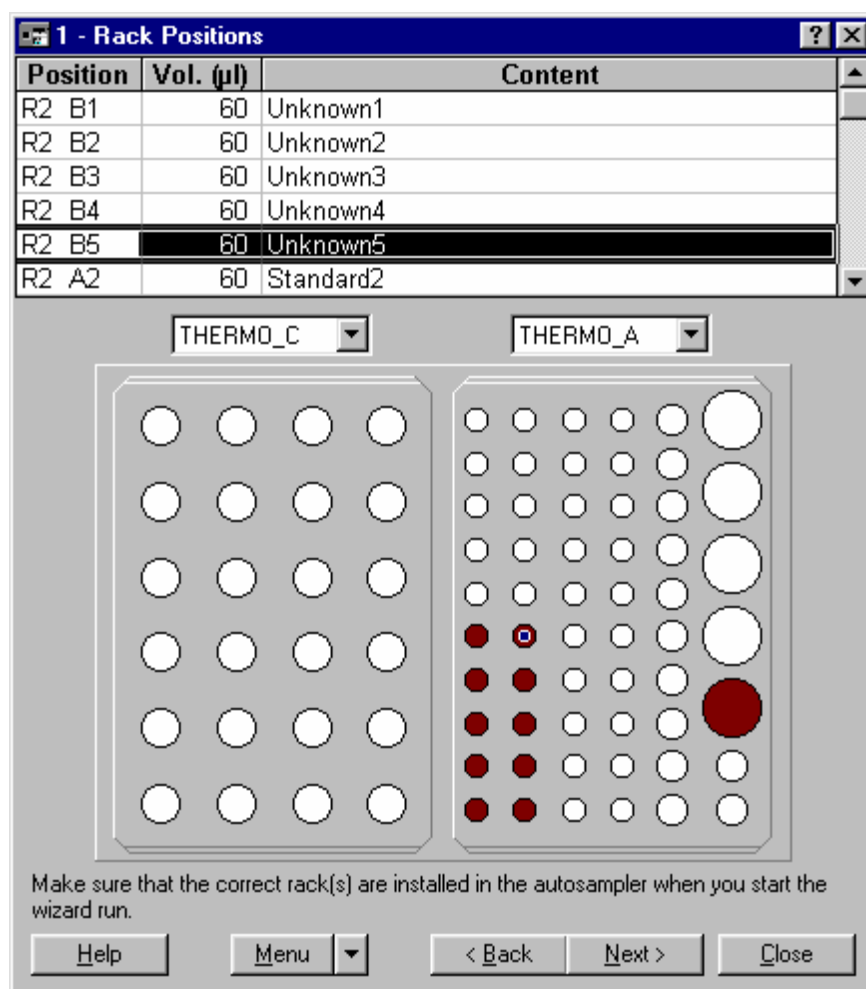 1 - Rack Positions
Position Vol. (µl) Content
R2 B1 60 Unknown1
R2 B2 60 Unknown2
R2 B3 60 Unknown3
R2 B4 60 Unknown4
R2 B5 60 Unknown5
R2 A2 60 Standard2
THERMO_C THERMO_A
Make sure that the correct rack(s) are installed in the autosampler when you start the
wizard run.
Help Menu < Back Next > Close